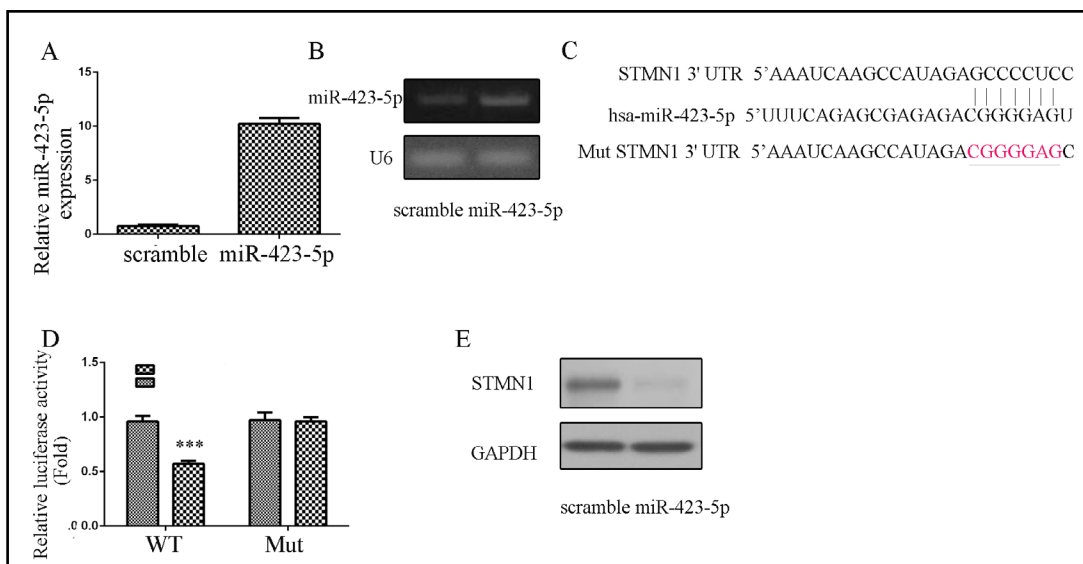 A
Relative miR-423-5p
expression
15
10
5
0
scramble miR-423-5p
B
miR-423-5p
U6
scramble miR-423-5p
C
STMN1 3' UTR 5'AAAUCAAGCCAUAGAGCCCCUCC
hsa-miR-423-5p 5'UUUCAGAGCGAGAGACGGGGAGU
Mut STMN1 3' UTR 5'AAAUCAAGCCAUAGACGGGGAGC
D
Relative luciferase activity
(Fold)
1.5
1.0
0.5
.0 0.0
***
WT Mut
E
STMN1
GAPDH
scramble miR-423-5p